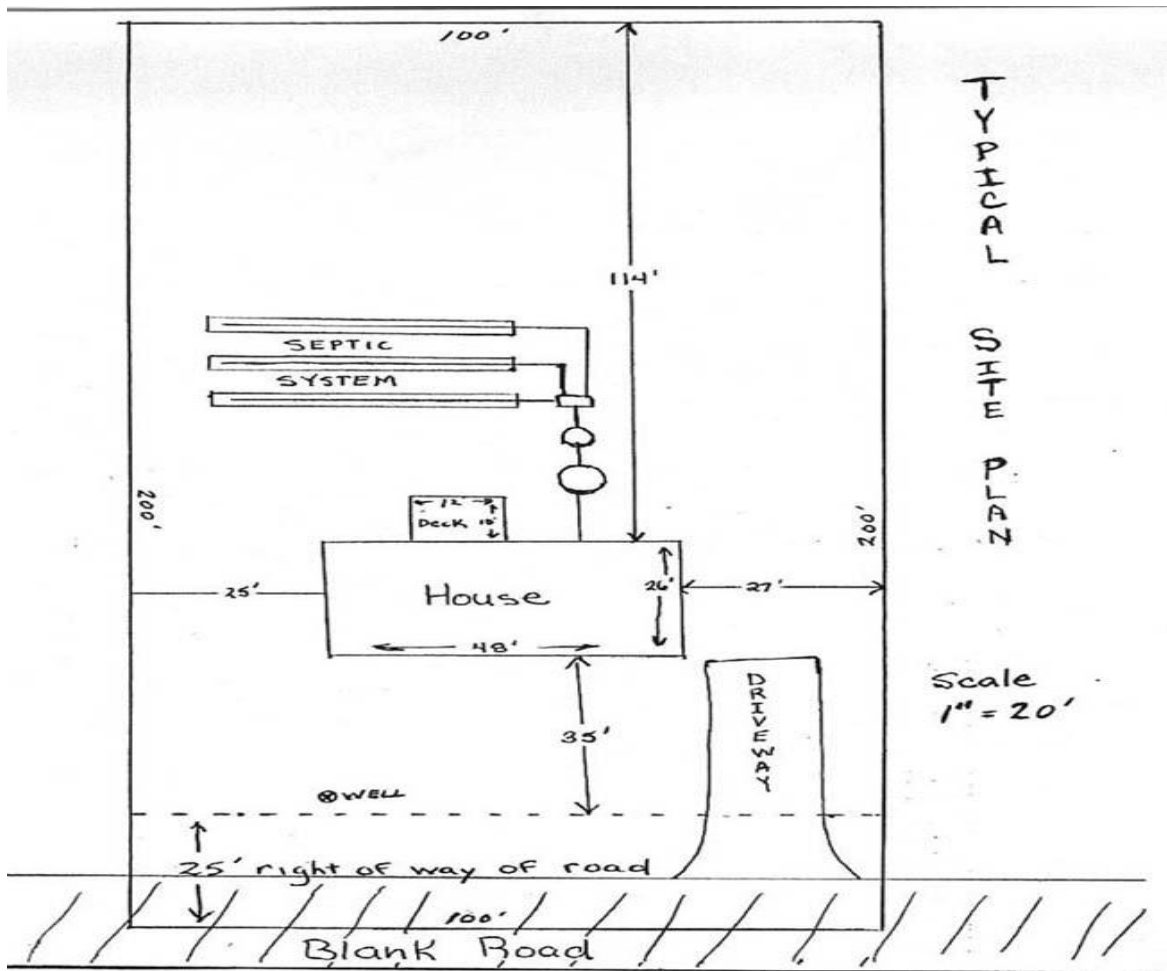 100'
TYPICAL SITE PLAN
114'
SEPTIC
SYSTEM
200'
200'
12'
Deck 10'
25'
House
26'
27'
48'
Scale
1" = 20'
DRIVEWAY
35'
⊗ WELL
25' right of way of road
100'
Blank Road